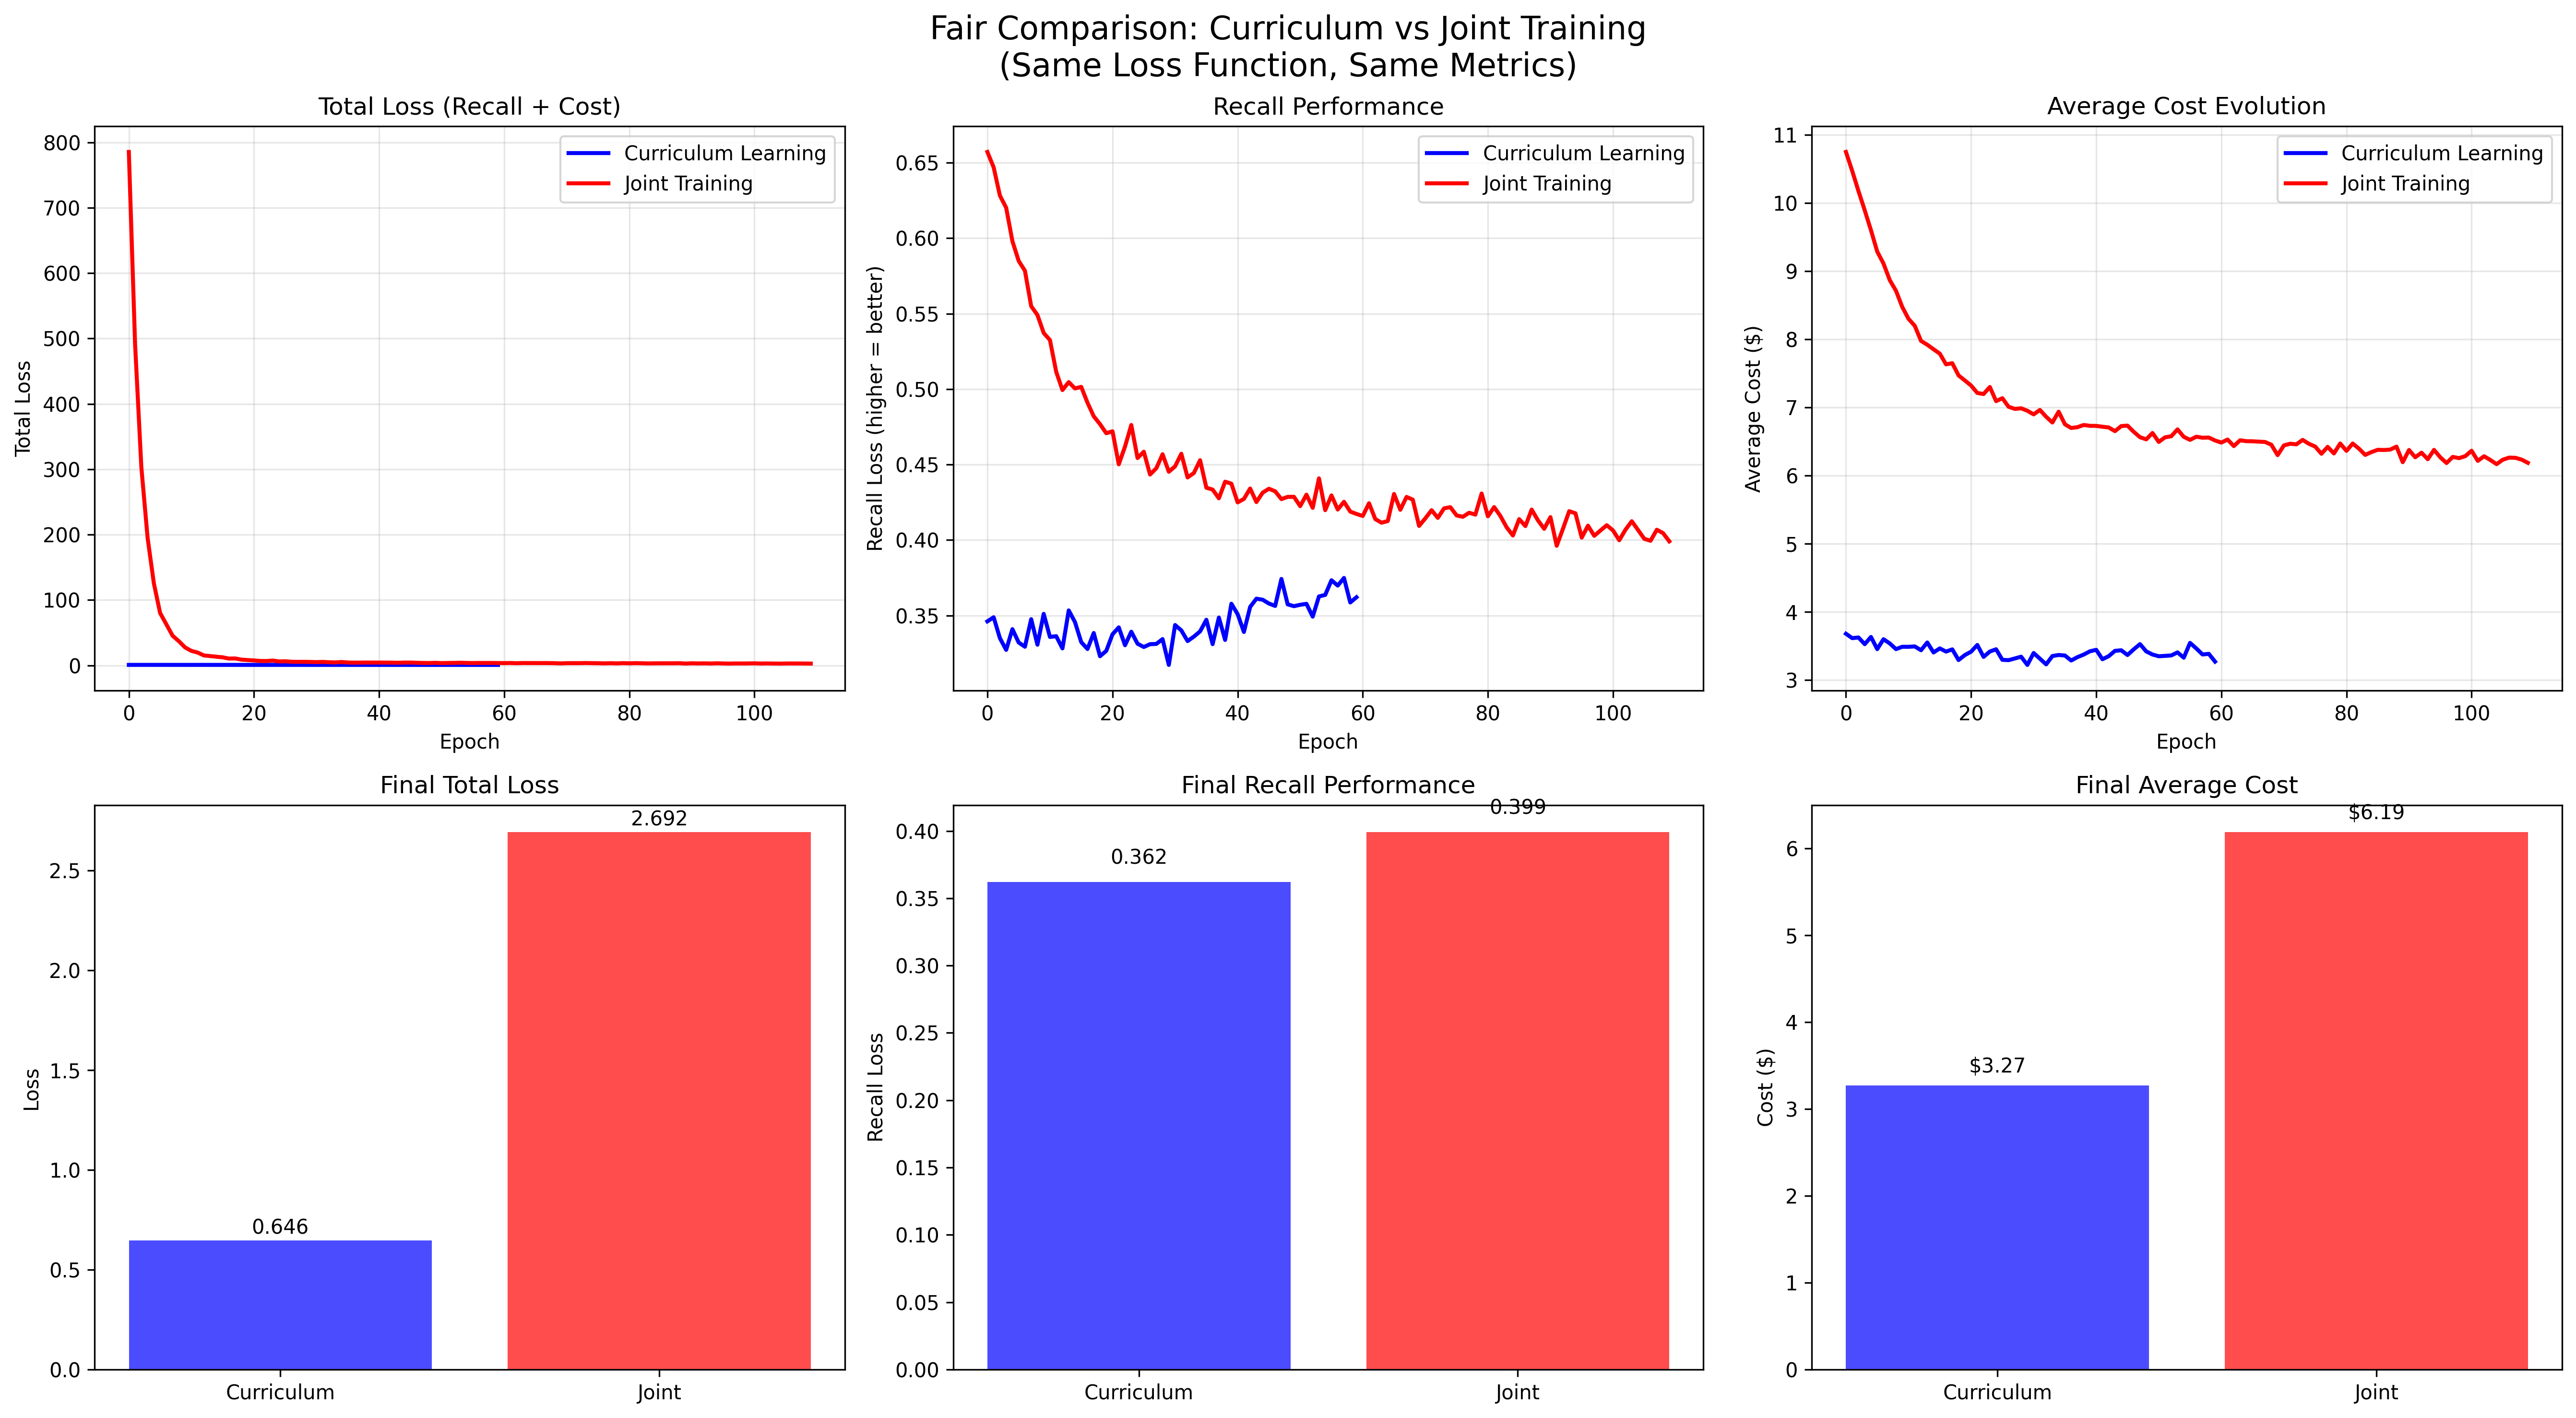 Fair Comparison: Curriculum vs Joint Training
(Same Loss Function, Same Metrics)
Total Loss (Recall + Cost)
Total Loss
800
700
600
500
400
300
200
100
0
Curriculum Learning
Joint Training
0 20 40 60 80 100
Epoch
Recall Performance
Recall Loss (higher = better)
0.65
0.60
0.55
0.50
0.45
0.40
0.35
Curriculum Learning
Joint Training
0 20 40 60 80 100
Epoch
Average Cost Evolution
Average Cost ($)
11
10
9
8
7
6
5
4
3
Curriculum Learning
Joint Training
0 20 40 60 80 100
Epoch
Final Total Loss
Loss
2.5
2.0
1.5
1.0
0.5
0.0
0.646
2.692
Curriculum Joint
Final Recall Performance
Recall Loss
0.40
0.35
0.30
0.25
0.20
0.15
0.10
0.05
0.00
0.362
0.399
Curriculum Joint
Final Average Cost
Cost ($)
6
5
4
3
2
1
0
$3.27
$6.19
Curriculum Joint